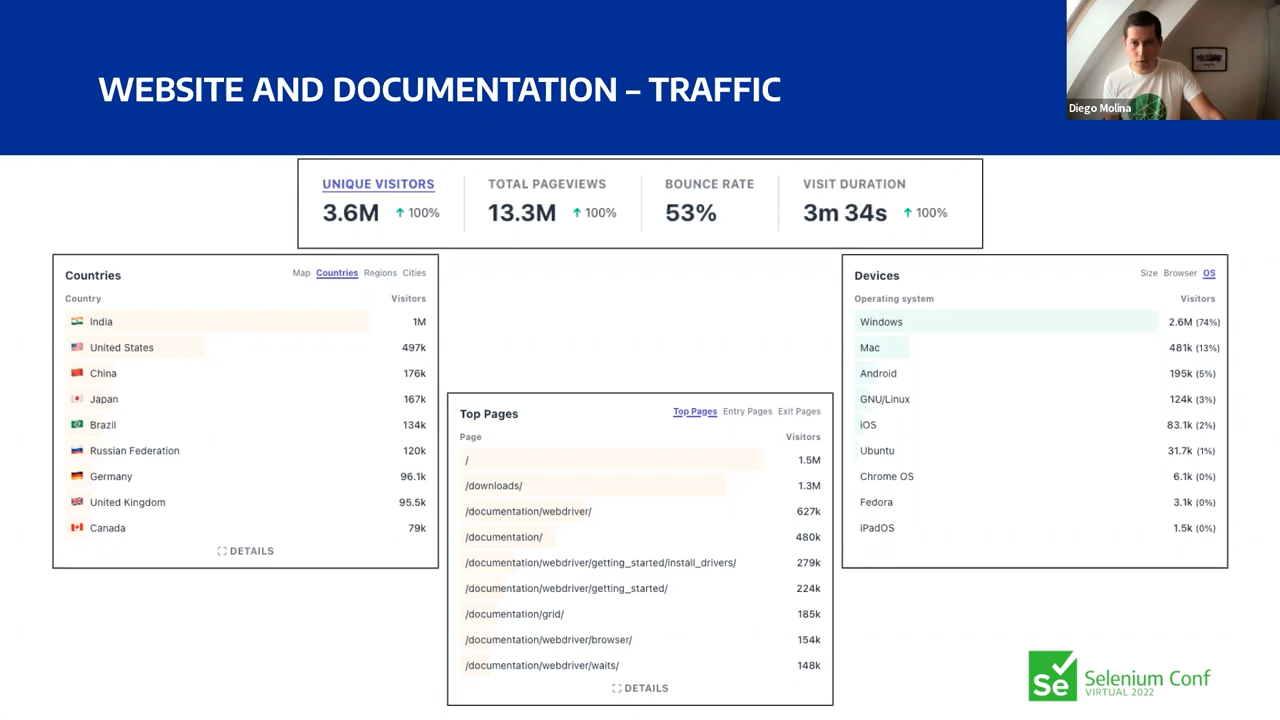 WEBSITE AND DOCUMENTATION – TRAFFIC
Diego Molina
UNIQUE VISITORS TOTAL PAGEVIEWS BOUNCE RATE VISIT DURATION
3.6M ↑ 100% 13.3M ↑ 100% 53% 3m 34s ↑ 100%
Countries Map Countries Regions Cities
Country Visitors
India 1M
United States 497k
China 176k
Japan 167k
Brazil 134k
Russian Federation 120k
Germany 96.1k
United Kingdom 95.5k
Canada 79k
DETAILS
Top Pages Top Pages Entry Pages Exit Pages
Page Visitors
/ 1.5M
/downloads/ 1.3M
/documentation/webdriver/ 627k
/documentation/ 480k
/documentation/webdriver/getting_started/install_drivers/ 279k
/documentation/webdriver/getting_started/ 224k
/documentation/grid/ 185k
/documentation/webdriver/browser/ 154k
/documentation/webdriver/waits/ 148k
DETAILS
Devices Size Browser OS
Operating system Visitors
Windows 2.6M (74%)
Mac 481k (13%)
Android 195k (5%)
GNU/Linux 124k (3%)
iOS 83.1k (2%)
Ubuntu 31.7k (1%)
Chrome OS 6.1k (0%)
Fedora 3.1k (0%)
iPadOS 1.5k (0%)
Se Selenium Conf
VIRTUAL 2022